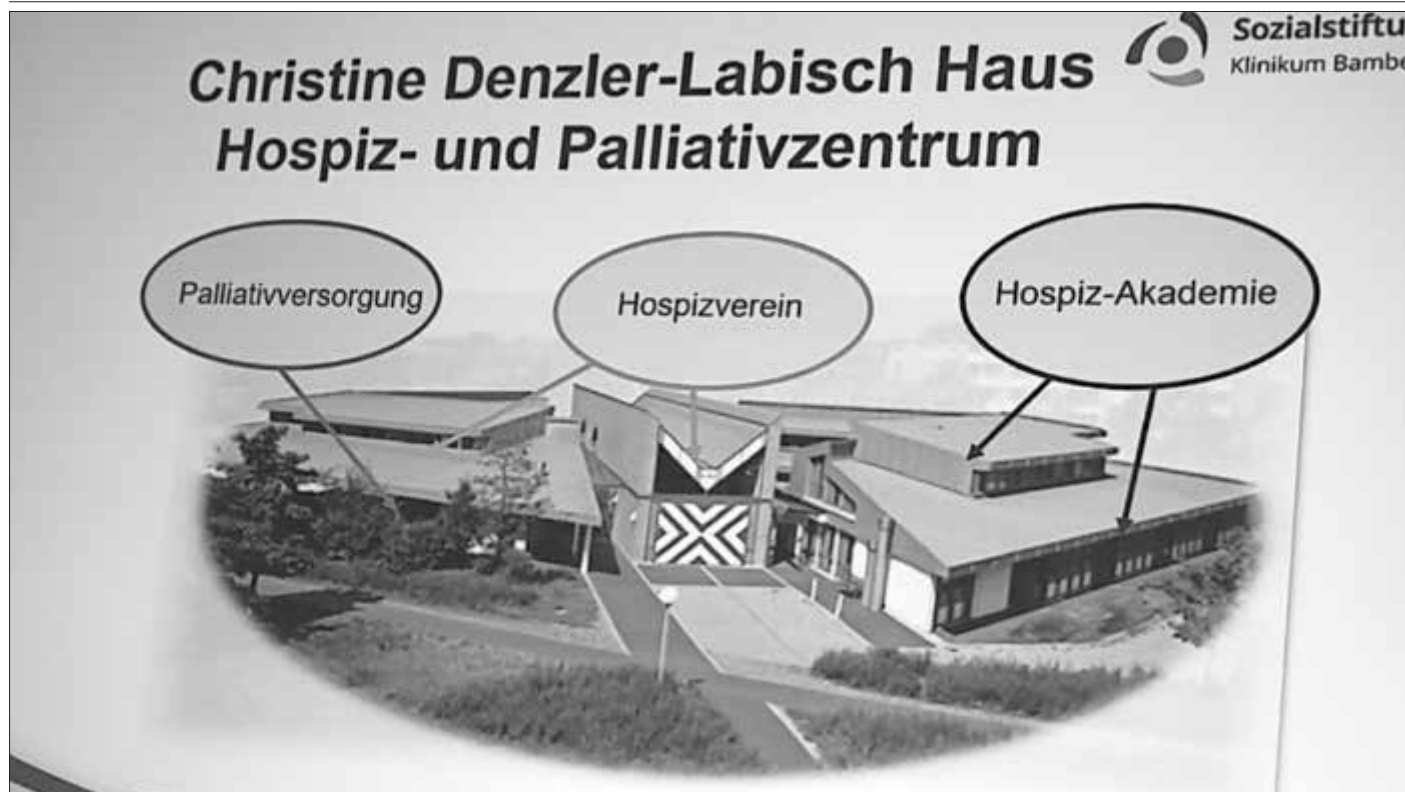 Christine Denzler-Labisch Haus
Hospiz- und Palliativzentrum
Sozialstiftu
Klinikum Bambe
Palliativversorgung
Hospizverein
Hospiz-Akademie